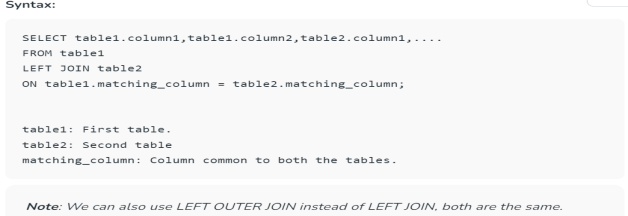 Syntax:
SELECT table1.column1,table1.column2,table2.column1,....
FROM table1
LEFT JOIN table2
ON table1.matching_column = table2.matching_column;
table1: First table.
table2: Second table
matching_column: Column common to both the tables.
Note: We can also use LEFT OUTER JOIN instead of LEFT JOIN, both are the same.